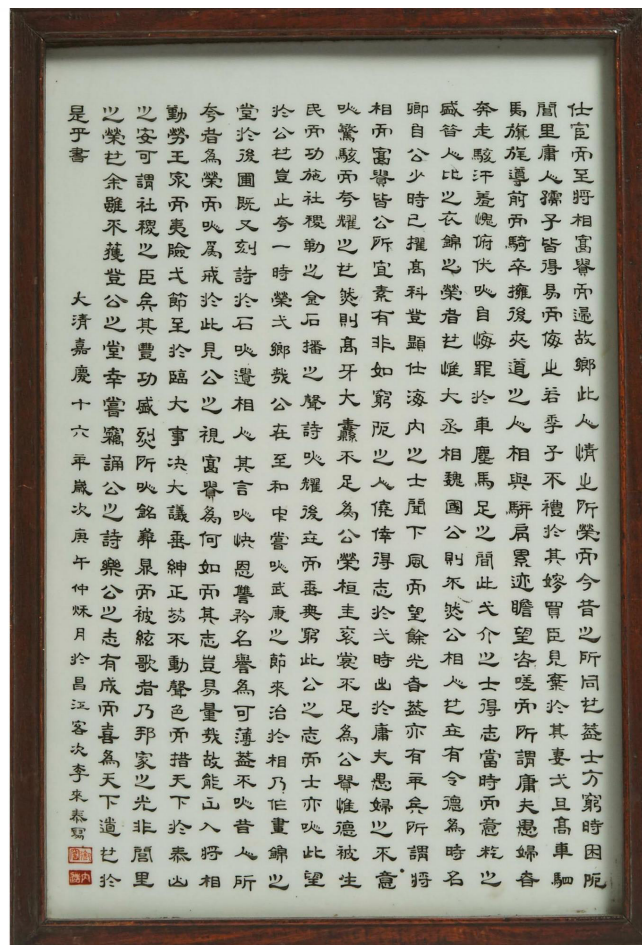 仕宦而至將相富貴而還故鄉此人情之所榮而今昔之所同也蓋士方窮時困阨
閭里庸人孺子皆得易而侮之若季子不禮於其嫂買臣見棄於其妻弌旦高車駟
馬旗旄導前而騎卒擁後夾道之人相與駢肩累迹瞻望咨嗟而所謂庸夫愚婦者
奔走駭汗羞愧俯伏以自悔罪於車塵馬足之間此弌介之士得志當時而意氣之
盛昔人比之衣錦之榮者也惟大丞相魏國公則不然公相人也世有令德為時名
卿自公少時已擢高科登顯仕海內之士聞下風而望餘光者蓋亦有年矣所謂將
相而富貴皆公所宜素有非如窮阨之人僥倖得志於弌時出於庸夫愚婦之不意
以驚駭而夸耀之也然則高牙大纛不足為公榮桓圭袞裳不足為公貴惟德被生
民而功施社稷勒之金石播之聲詩以耀後世而垂無窮此公之志而士亦以此望
於公也豈止夸一時榮弌鄉哉公在至和中嘗以武康之節來治於相乃作晝錦之
堂於後圃既又刻詩於石以遺相人其言以快恩讐矜名譽為可薄蓋不以昔人所
夸者為榮而以為戒於此見公之視富貴為何如而其志豈易量哉故能出入將相
勤勞王家而夷險弌節至於臨大事決大議垂紳正笏不動聲色而措天下於泰山
之安可謂社稷之臣矣其豐功盛烈所以銘彝鼎而被絃歌者乃邦家之光非閭里
之榮也余雖不獲登公之堂幸嘗竊誦公之詩樂公之志有成而喜為天下道也於
是乎書
大清嘉慶十六年歲次庚午仲秋月於昌江客次李來泰寫